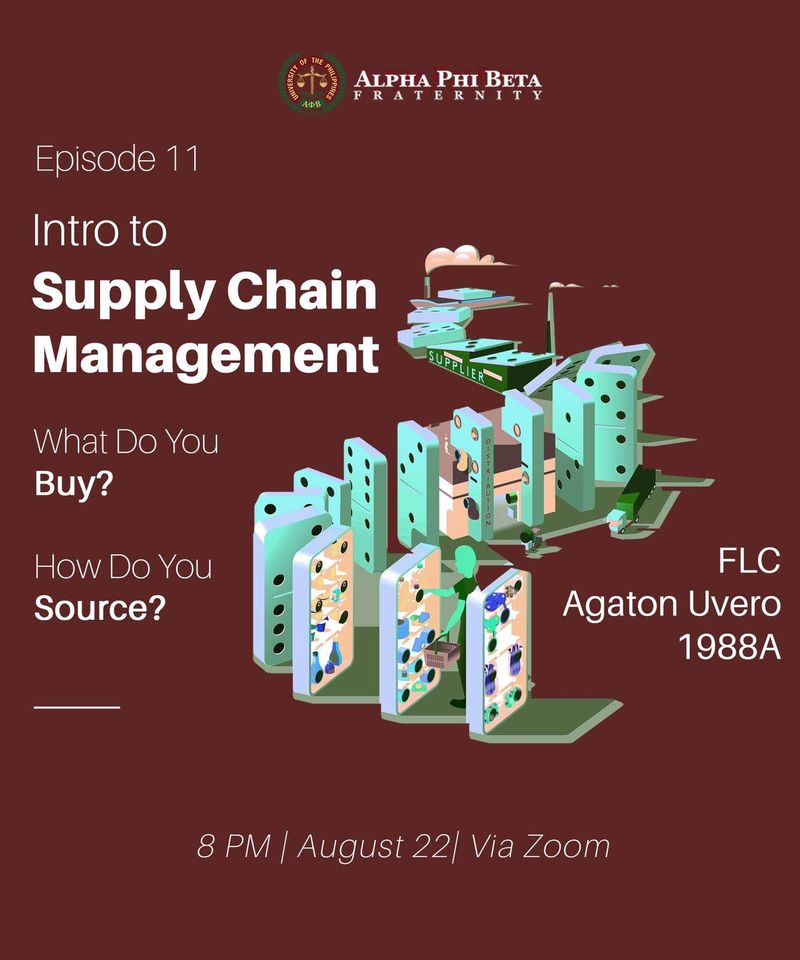 UNIVERSITY OF THE PHILIPPINES
ΑΦΒ
ALPHA PHI BETA
FRATERNITY
Episode 11
Intro to
Supply Chain
Management
What Do You
Buy?
How Do You
Source?
SUPPLIER
DISTRIBUTION
FLC
Agaton Uvero
1988A
8 PM | August 22| Via Zoom